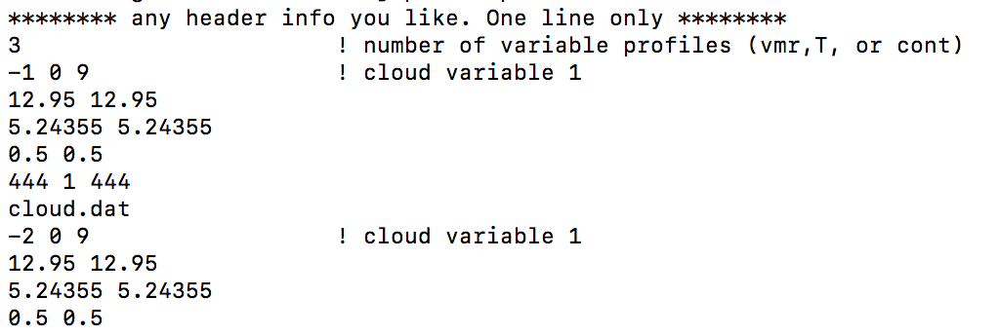 ******** any header info you like. One line only ********
3 ! number of variable profiles (vmr,T, or cont)
-1 0 9 ! cloud variable 1
12.95 12.95
5.24355 5.24355
0.5 0.5
444 1 444
cloud.dat
-2 0 9 ! cloud variable 1
12.95 12.95
5.24355 5.24355
0.5 0.5